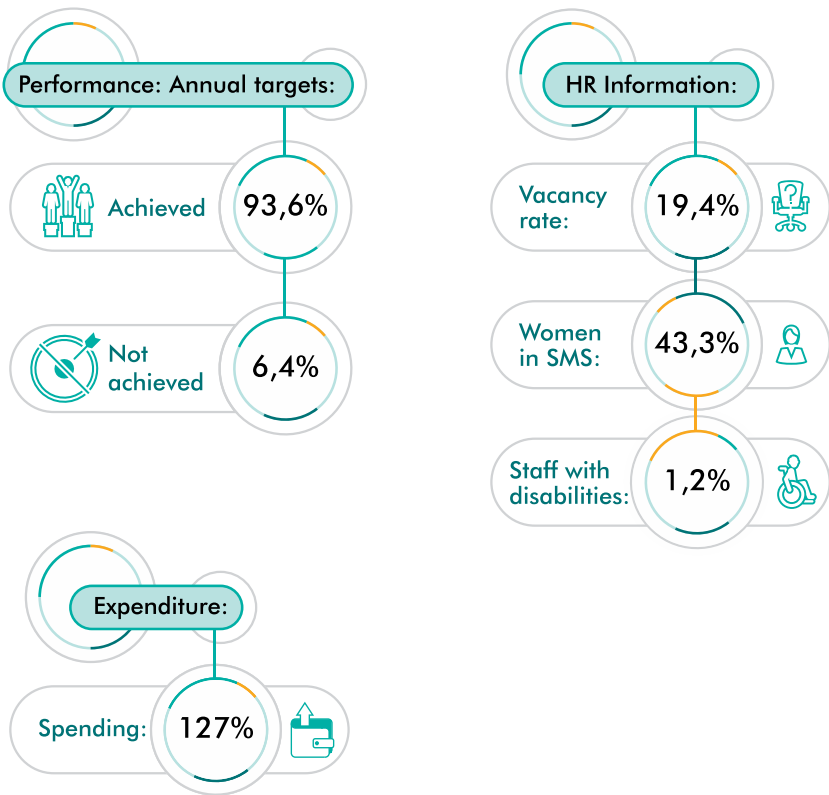 Performance: Annual targets:
Achieved
93,6%
Not
achieved
6,4%
HR Information:
Vacancy
rate:
19,4%
?
Women
in SMS:
43,3%
Staff with
disabilities:
1,2%
Expenditure:
Spending:
127%